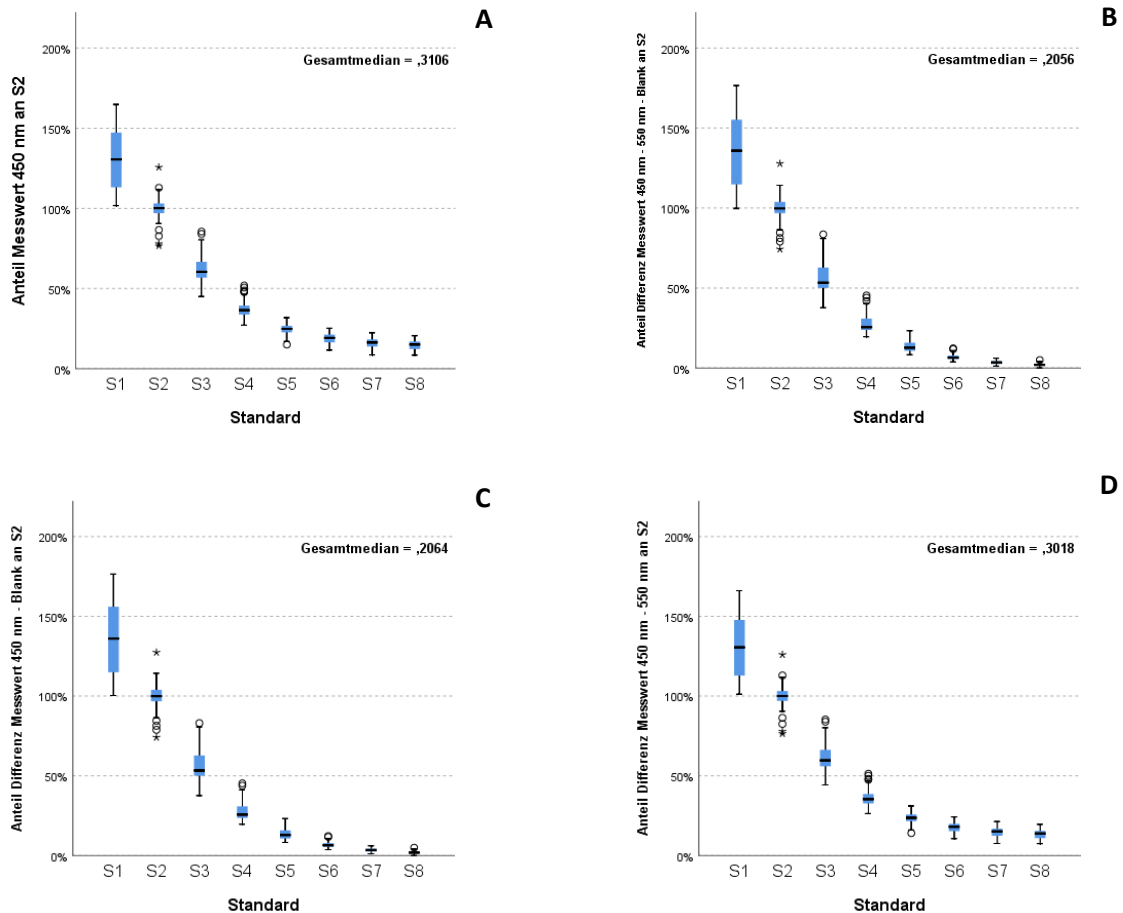 A
Gesamtmedian = ,3106
Anteil Messwert 450 nm an S2
200%
150%
100%
50%
0%
S1 S2 S3 S4 S5 S6 S7 S8
Standard
B
Gesamtmedian = ,2056
Anteil Differenz Messwert 450 nm - 550 nm - Blank an S2
200%
150%
100%
50%
0%
S1 S2 S3 S4 S5 S6 S7 S8
Standard
C
Gesamtmedian = ,2064
Anteil Differenz Messwert 450 nm - Blank an S2
200%
150%
100%
50%
0%
S1 S2 S3 S4 S5 S6 S7 S8
Standard
D
Gesamtmedian = ,3018
Anteil Differenz Messwert 450 nm - 550 nm an S2
200%
150%
100%
50%
0%
S1 S2 S3 S4 S5 S6 S7 S8
Standard